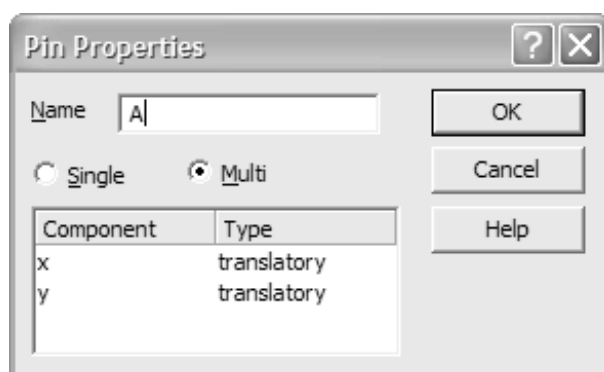 Pin Properties
Name A OK
Single Multi Cancel
Component Type Help
x translatory
y translatory